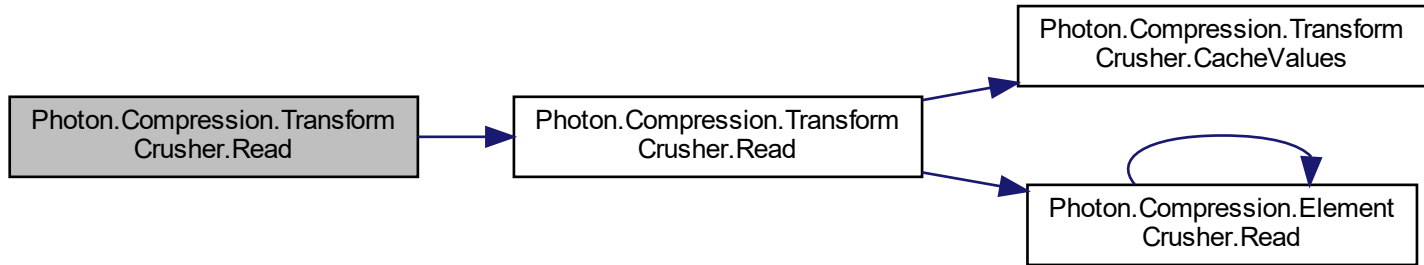 Photon.Compression.Transform
Crusher.Read
Photon.Compression.Transform
Crusher.Read
Photon.Compression.Transform
Crusher.CacheValues
Photon.Compression.Element
Crusher.Read